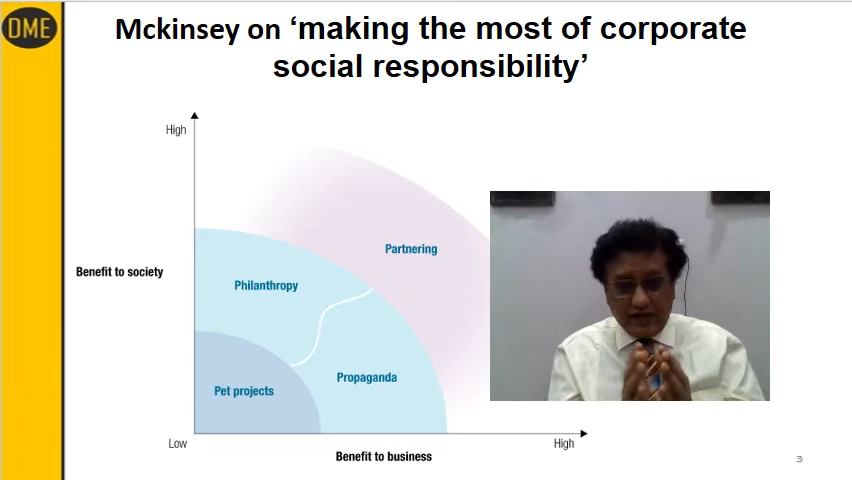 DME
Mckinsey on ‘making the most of corporate
social responsibility’
High
Partnering
Benefit to society
Philanthropy
Propaganda
Pet projects
Low
High
Benefit to business
3